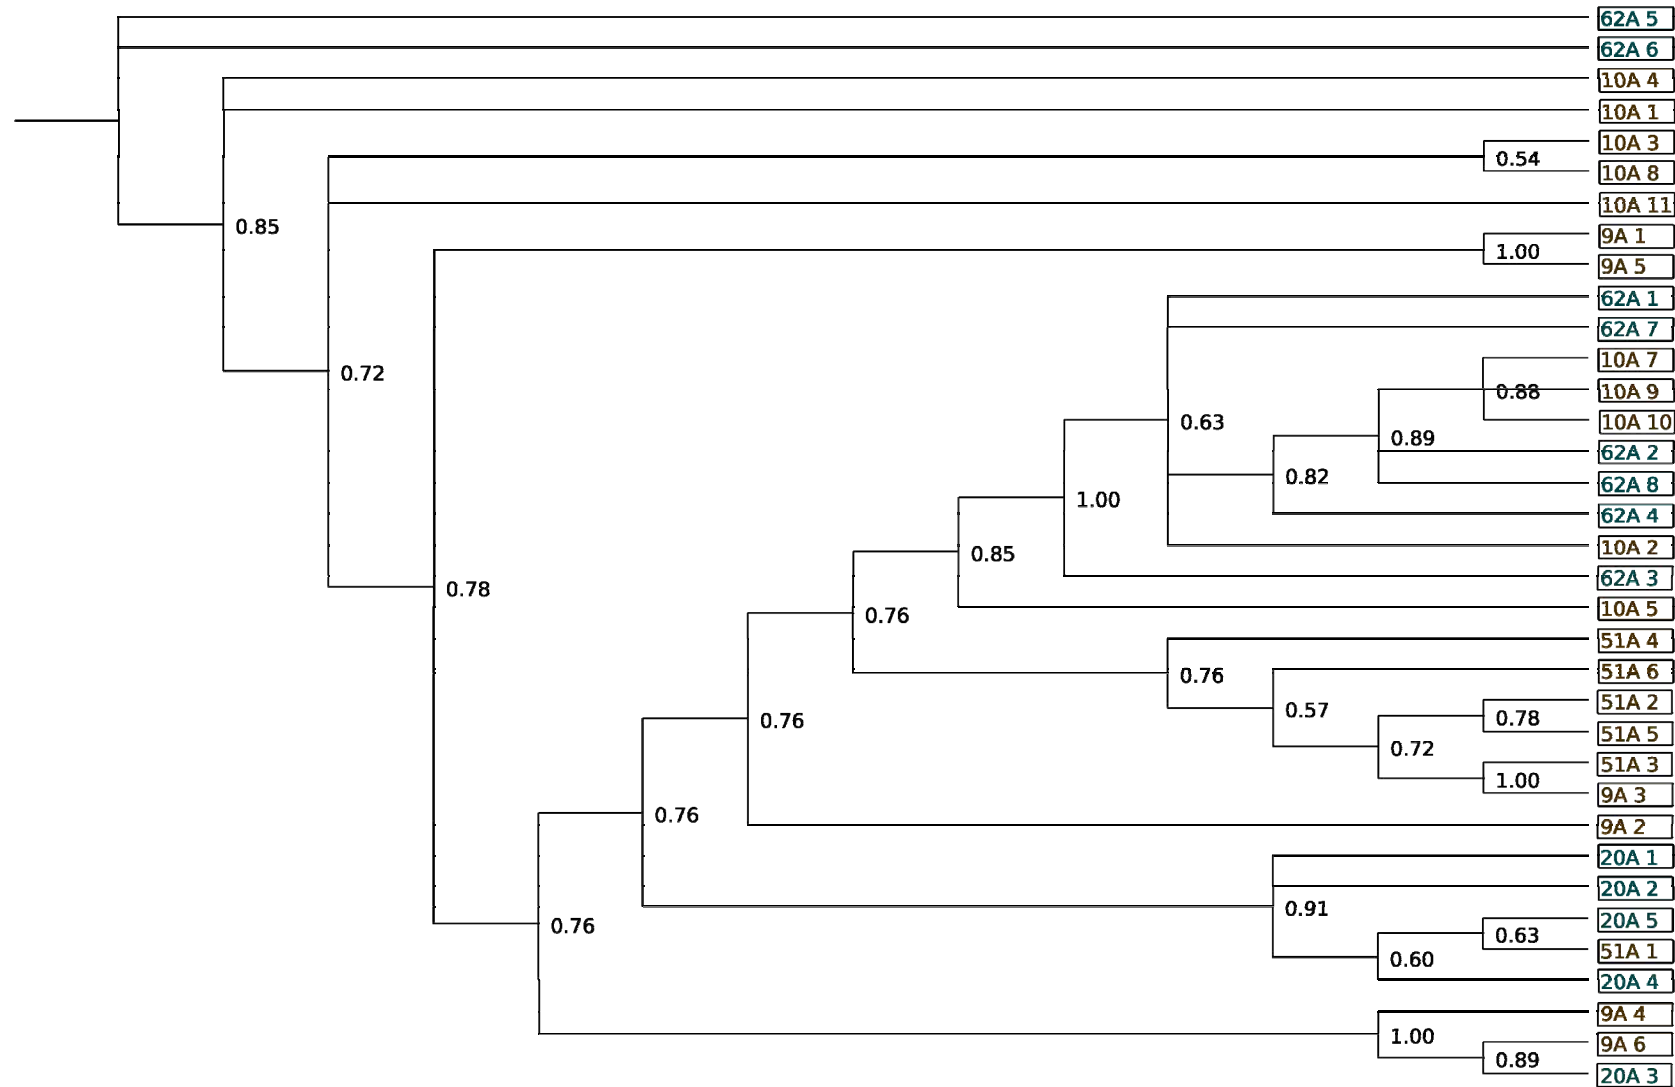 62A 5
62A 6
10A 4
10A 1
10A 3
0.54
10A 8
10A 11
0.85
9A 1
1.00
9A 5
62A 1
62A 7
10A 7
0.72
0.88
10A 9
10A 10
0.63
0.89
62A 2
0.82
62A 8
1.00
62A 4
10A 2
0.85
62A 3
0.78
10A 5
0.76
51A 4
51A 6
0.76
51A 2
0.57
0.78
0.76
51A 5
0.72
51A 3
1.00
9A 3
0.76
9A 2
20A 1
20A 2
0.91
20A 5
0.76
0.63
51A 1
0.60
20A 4
9A 4
1.00
9A 6
0.89
20A 3